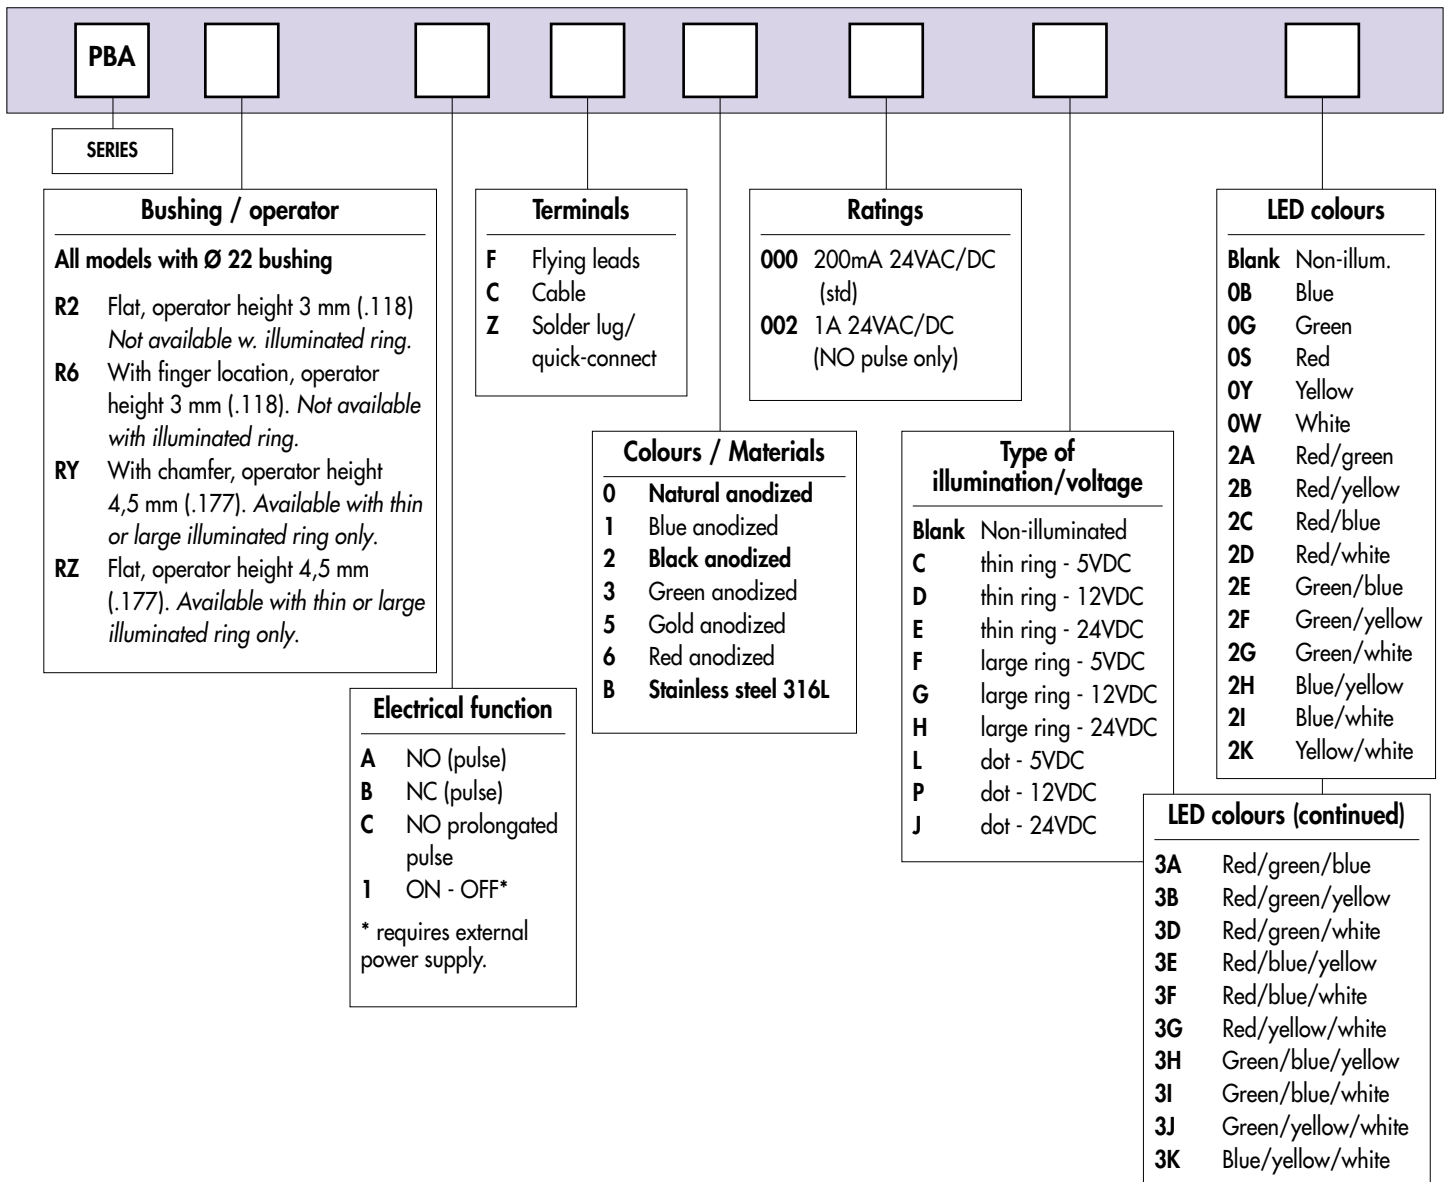 PBA
SERIES
Bushing / operator
All models with Ø 22 bushing
R2 Flat, operator height 3 mm (.118)
Not available w. illuminated ring.
R6 With finger location, operator
height 3 mm (.118). Not available
with illuminated ring.
RY With chamfer, operator height
4,5 mm (.177). Available with thin
or large illuminated ring only.
RZ Flat, operator height 4,5 mm
(.177). Available with thin or large
illuminated ring only.
Electrical function
A NO (pulse)
B NC (pulse)
C NO prolongated
pulse
1 ON - OFF*
* requires external
power supply.
Terminals
F Flying leads
C Cable
Z Solder lug/
quick-connect
Colours / Materials
0 Natural anodized
1 Blue anodized
2 Black anodized
3 Green anodized
5 Gold anodized
6 Red anodized
B Stainless steel 316L
Ratings
000 200mA 24VAC/DC
(std)
002 1A 24VAC/DC
(NO pulse only)
Type of
illumination/voltage
Blank Non-illuminated
C thin ring - 5VDC
D thin ring - 12VDC
E thin ring - 24VDC
F large ring - 5VDC
G large ring - 12VDC
H large ring - 24VDC
L dot - 5VDC
P dot - 12VDC
J dot - 24VDC
LED colours
Blank Non-illum.
0B Blue
0G Green
0S Red
0Y Yellow
0W White
2A Red/green
2B Red/yellow
2C Red/blue
2D Red/white
2E Green/blue
2F Green/yellow
2G Green/white
2H Blue/yellow
2I Blue/white
2K Yellow/white
LED colours (continued)
3A Red/green/blue
3B Red/green/yellow
3D Red/green/white
3E Red/blue/yellow
3F Red/blue/white
3G Red/yellow/white
3H Green/blue/yellow
3I Green/blue/white
3J Green/yellow/white
3K Blue/yellow/white